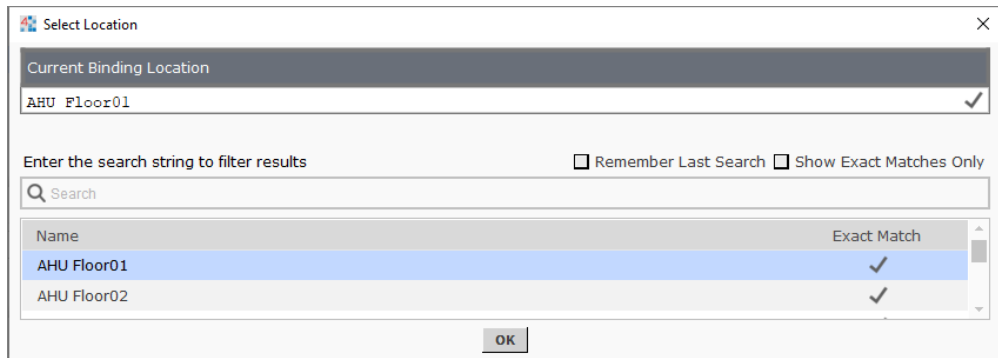 Select Location
Current Binding Location
AHU Floor01
Enter the search string to filter results Remember Last Search Show Exact Matches Only
Search
Name Exact Match
AHU Floor01
AHU Floor02
OK